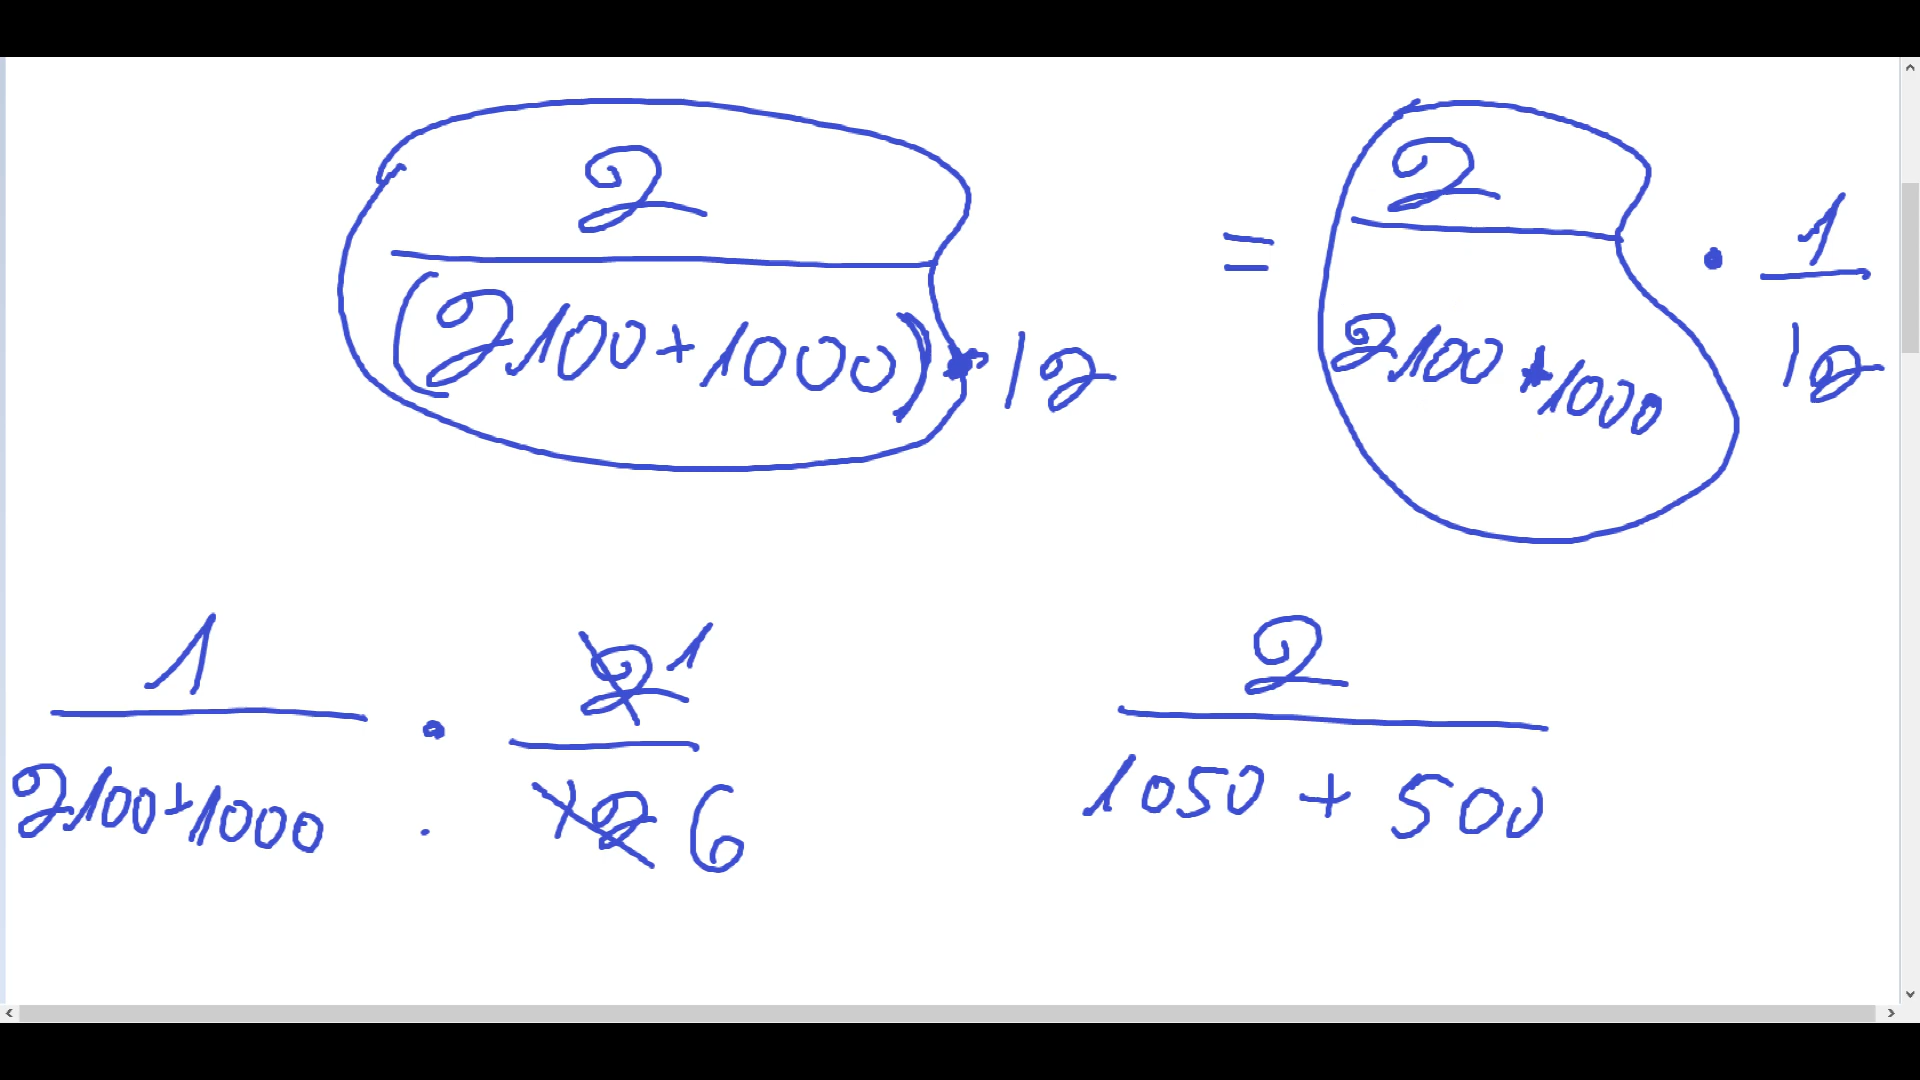 2 = 2 · 1
(2100+1000) • 12 2100+1000 12
1 · 2 1 2
2100+1000 · 12 6 1050 + 500